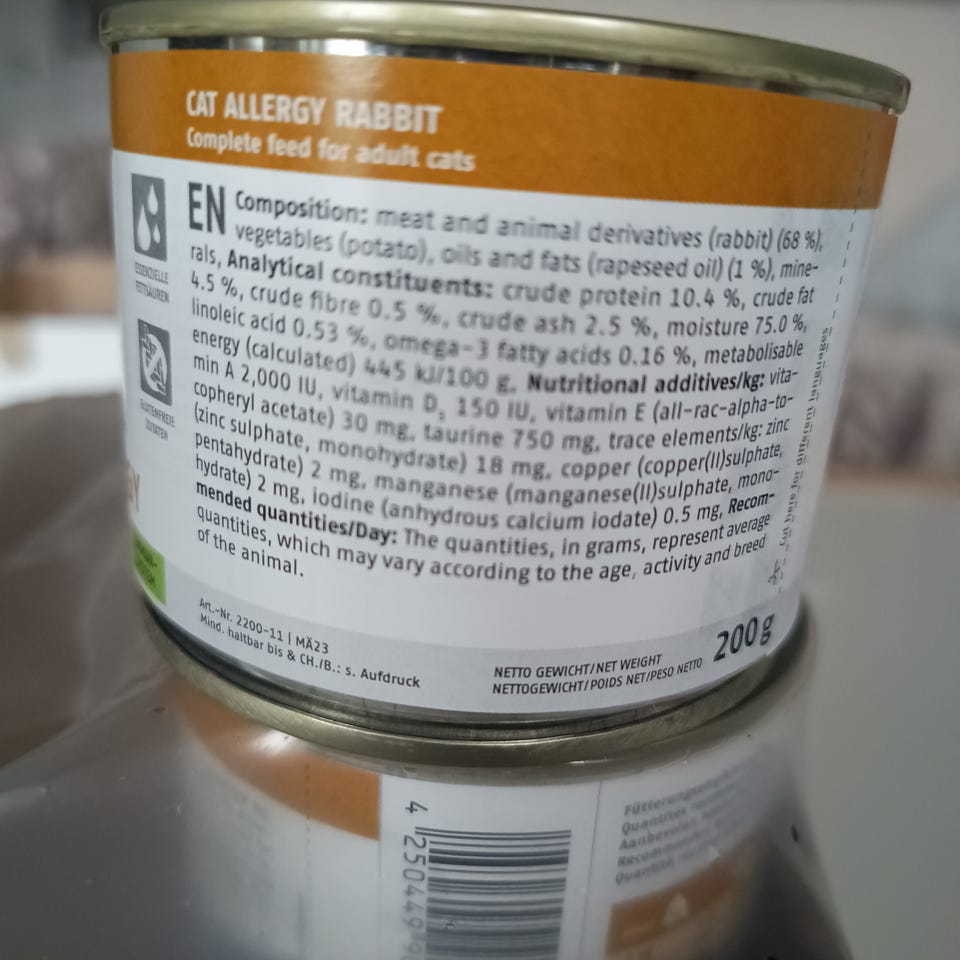 CAT ALLERGY RABBIT
Complete feed for adult cats
EN Composition: meat and animal derivatives (rabbit) (68 %),
vegetables (potato), oils and fats (rapeseed oil) (1 %), mine-
rals, Analytical constituents: crude protein 10.4 %, crude fat
4.5 %, crude fibre 0.5 %, crude ash 2.5 %, moisture 75.0 %,
linoleic acid 0.53 %, omega-3 fatty acids 0.16 %, metabolisable
energy (calculated) 445 kJ/100 g, Nutritional additives/kg: vita-
min A 2,000 IU, vitamin D₃ 150 IU, vitamin E (all-rac-alpha-to-
copheryl acetate) 30 mg, taurine 750 mg, trace elements/kg: zinc
(zinc sulphate, monohydrate) 18 mg, copper (copper(II)sulphate,
pentahydrate) 2 mg, manganese (manganese(II)sulphate, mono-
hydrate) 2 mg, iodine (anhydrous calcium iodate) 0.5 mg, Recom-
mended quantities/Day: The quantities, in grams, represent average
quantities, which may vary according to the age, activity and breed
of the animal.
ESSENZIELLE
FETTSÄUREN
GLUTENFREIE
ZUTATEN
Cut here for different languages
Art.-Nr. 2200-11 | MÄ23
Mind. haltbar bis & CH./B.: s. Aufdruck
NETTO GEWICHT/NET WEIGHT
NETTOGEWICHT/POIDS NET/PESO NETTO
200 g
4 250449